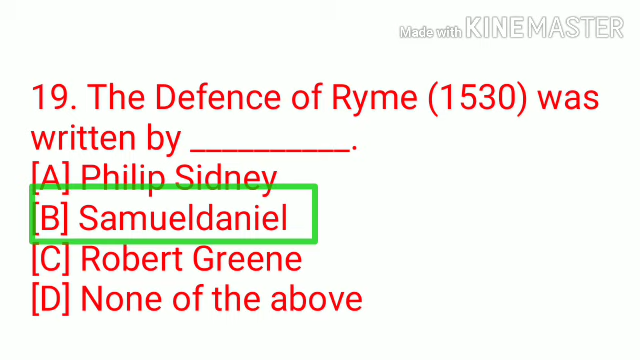 Made with KINEMASTER
19. The Defence of Ryme (1530) was
written by __________.
[A] Philip Sidney
[B] Samueldaniel
[C] Robert Greene
[D] None of the above